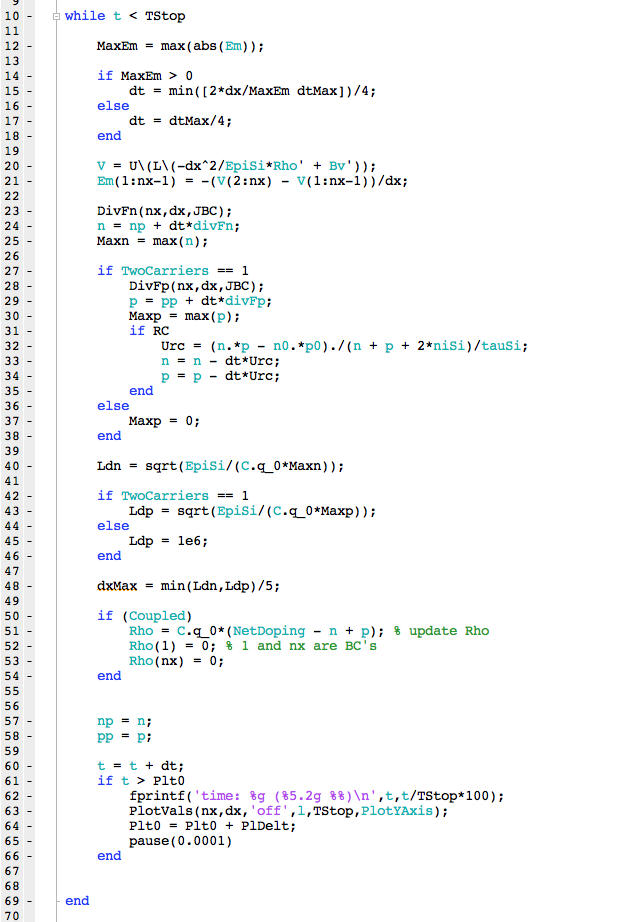 9
10 - while t < TStop
11
12 - MaxEm = max(abs(Em));
13
14 - if MaxEm > 0
15 - dt = min([2*dx/MaxEm dtMax])/4;
16 - else
17 - dt = dtMax/4;
18 - end
19
20 - V = U\(L\(-dx^2/EpiSi*Rho' + Bv'));
21 - Em(1:nx-1) = -(V(2:nx) - V(1:nx-1))/dx;
22
23 - DivFn(nx,dx,JBC);
24 - n = np + dt*divFn;
25 - Maxn = max(n);
26
27 - if TwoCarriers == 1
28 - DivFp(nx,dx,JBC);
29 - p = pp + dt*divFp;
30 - Maxp = max(p);
31 - if RC
32 - Urc = (n.*p - n0.*p0)./(n + p + 2*niSi)/tauSi;
33 - n = n - dt*Urc;
34 - p = p - dt*Urc;
35 - end
36 - else
37 - Maxp = 0;
38 - end
39
40 - Ldn = sqrt(EpiSi/(C.q_0*Maxn));
41
42 - if TwoCarriers == 1
43 - Ldp = sqrt(EpiSi/(C.q_0*Maxp));
44 - else
45 - Ldp = 1e6;
46 - end
47
48 - dxMax = min(Ldn,Ldp)/5;
49
50 - if (Coupled)
51 - Rho = C.q_0*(NetDoping - n + p); % update Rho
52 - Rho(1) = 0; % 1 and nx are BC's
53 - Rho(nx) = 0;
54 - end
55
56
57 - np = n;
58 - pp = p;
59
60 - t = t + dt;
61 - if t > Plt0
62 - fprintf('time: %g (%5.2g %%)\n',t,t/TStop*100);
63 - PlotVals(nx,dx,'off',l,TStop,PlotYAxis);
64 - Plt0 = Plt0 + PlDelt;
65 - pause(0.0001)
66 - end
67
68
69 - end
70